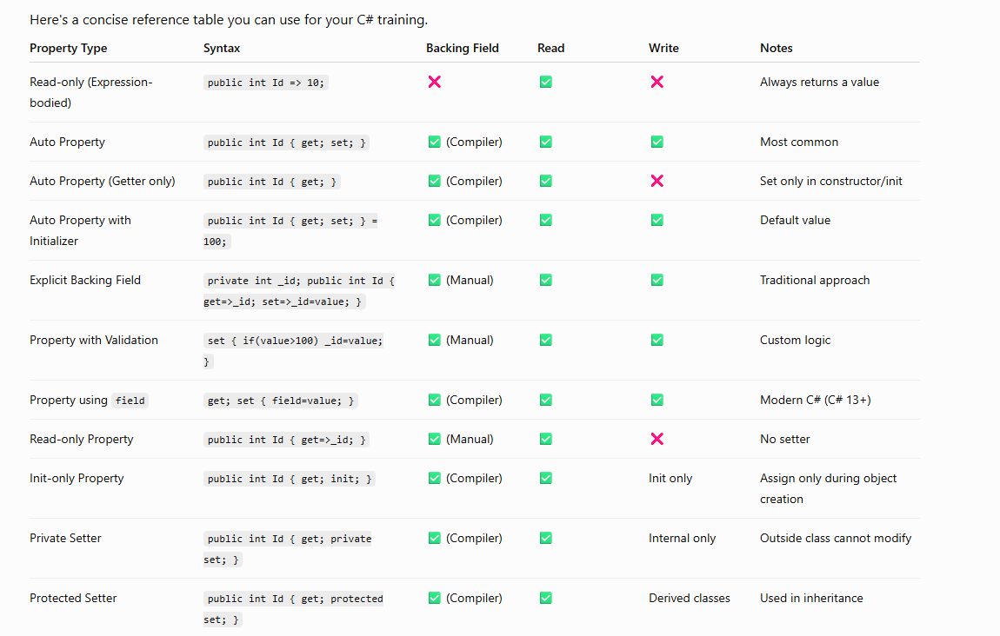 Here's a concise reference table you can use for your C# training.
Property Type Syntax Backing Field Read Write Notes
Read-only (Expression- public int Id => 10; ❌ ✅ ❌ Always returns a value
bodied)
Auto Property public int Id { get; set; } ✅ (Compiler) ✅ ✅ Most common
Auto Property (Getter only) public int Id { get; } ✅ (Compiler) ✅ ❌ Set only in constructor/init
Auto Property with public int Id { get; set; } = ✅ (Compiler) ✅ ✅ Default value
Initializer 100;
Explicit Backing Field private int _id; public int Id { ✅ (Manual) ✅ ✅ Traditional approach
get=>_id; set=>_id=value; }
Property with Validation set { if(value>100) _id=value; ✅ (Manual) ✅ ✅ Custom logic
}
Property using field get; set { field=value; } ✅ (Compiler) ✅ ✅ Modern C# (C# 13+)
Read-only Property public int Id { get=>_id; } ✅ (Manual) ✅ ❌ No setter
Init-only Property public int Id { get; init; } ✅ (Compiler) ✅ Init only Assign only during object
creation
Private Setter public int Id { get; private ✅ (Compiler) ✅ Internal only Outside class cannot modify
set; }
Protected Setter public int Id { get; protected ✅ (Compiler) ✅ Derived classes Used in inheritance
set; }